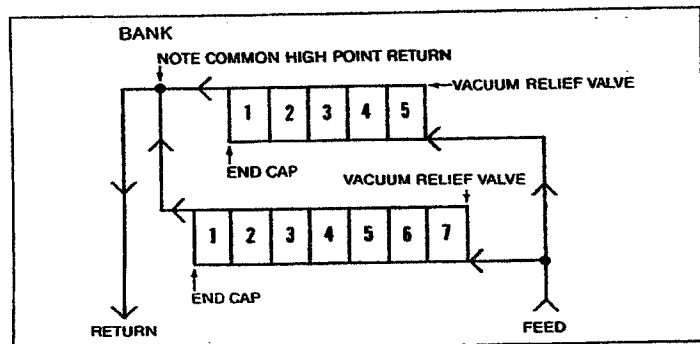 BANK
NOTE COMMON HIGH POINT RETURN
VACUUM RELIEF VALVE
1 2 3 4 5
END CAP
VACUUM RELIEF VALVE
1 2 3 4 5 6 7
END CAP
RETURN
FEED